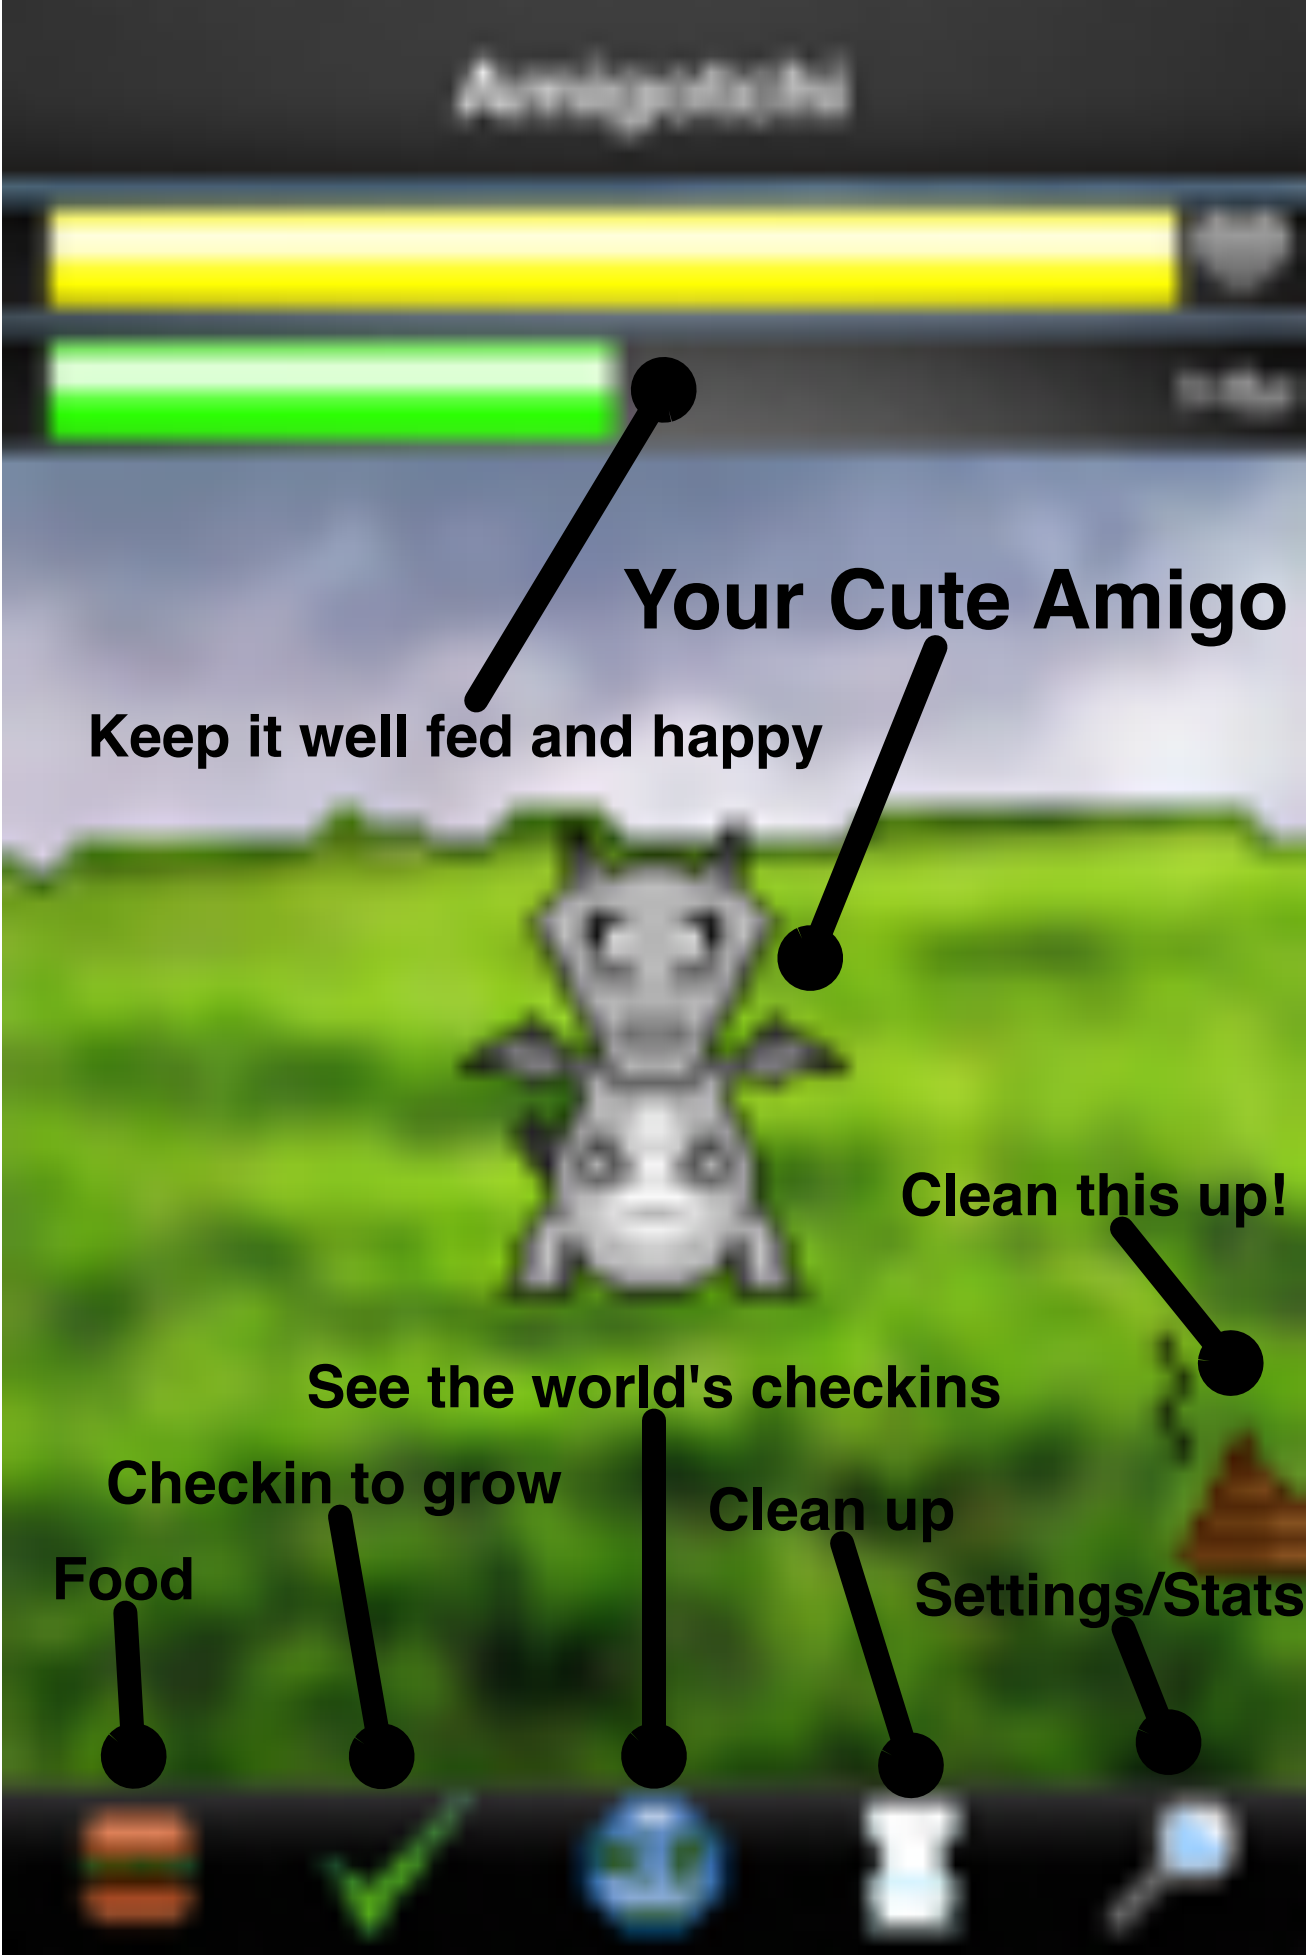 Amigotchi
Your Cute Amigo
Keep it well fed and happy
Clean this up!
See the world's checkins
Checkin to grow
Clean up
Food
Settings/Stats